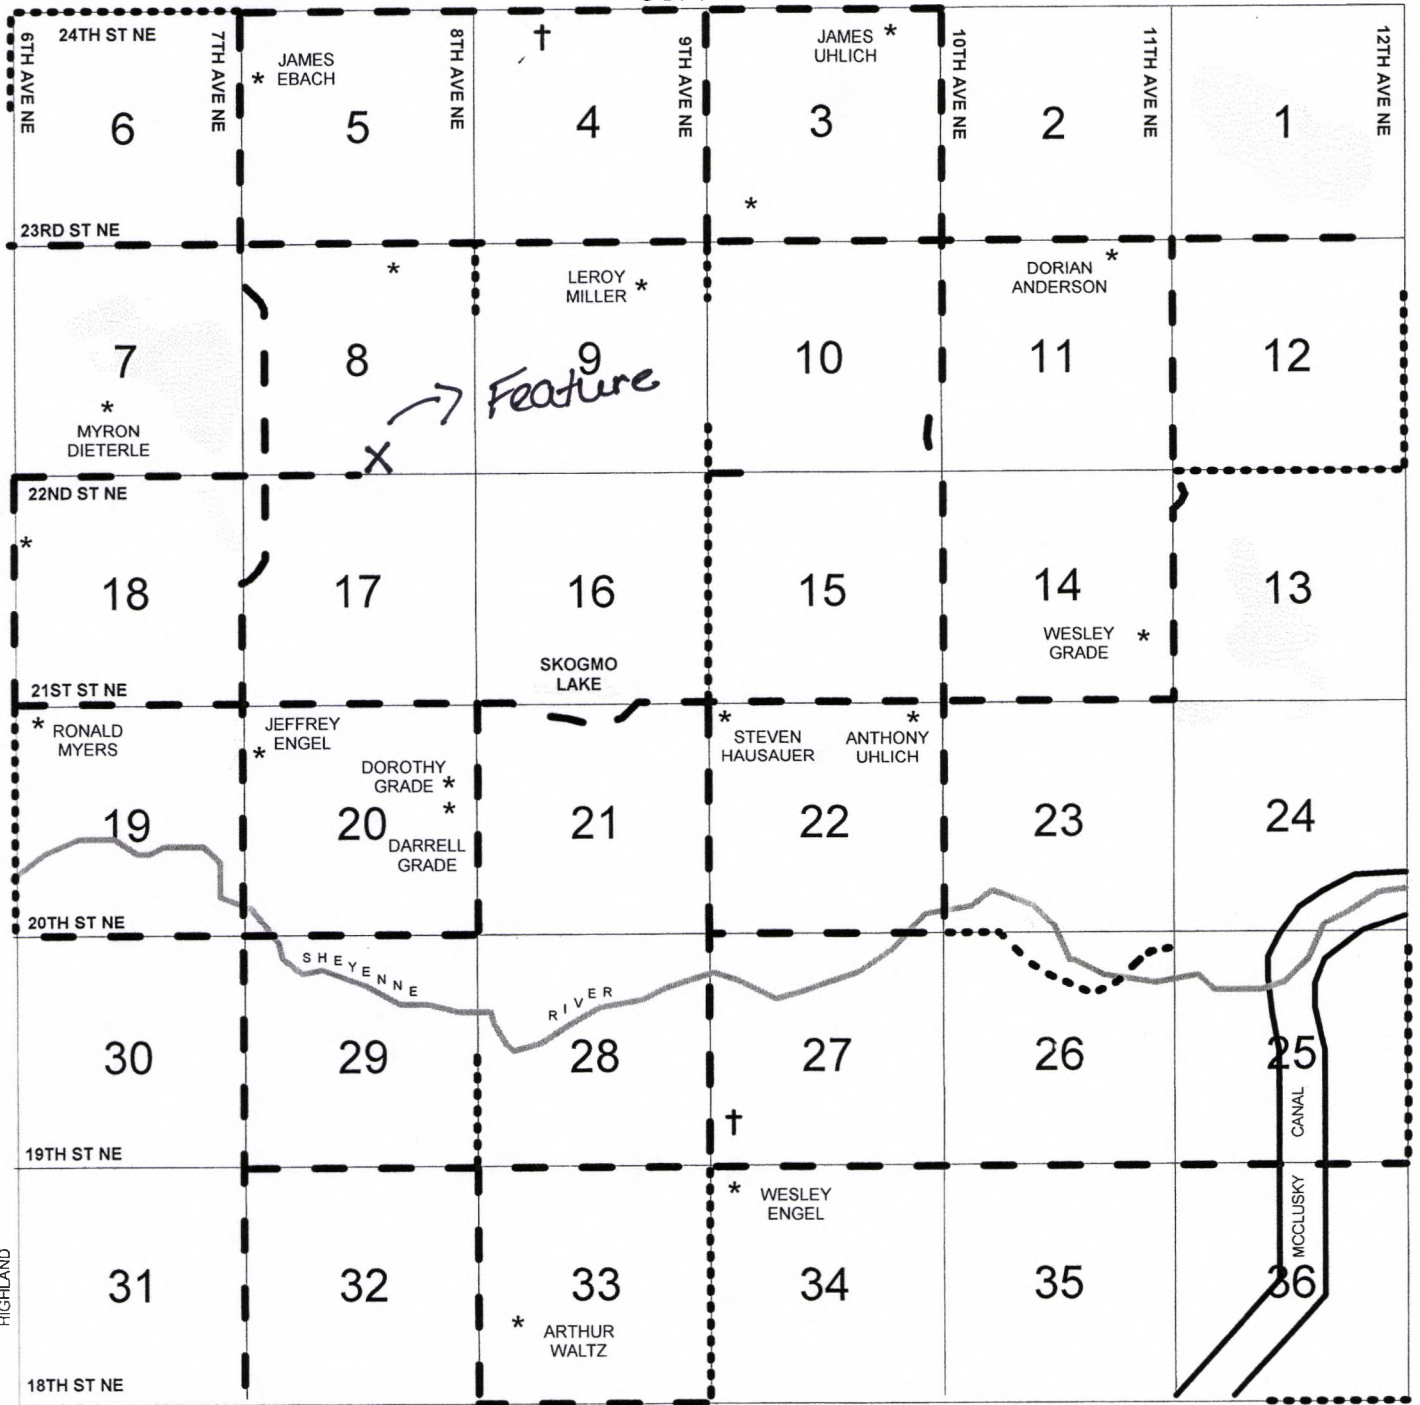 24TH ST NE
6TH AVE NE
7TH AVE NE
8TH AVE NE
9TH AVE NE
10TH AVE NE
11TH AVE NE
12TH AVE NE
JAMES
EBACH
*
†
JAMES
UHLICH *
6
5
4
3
2
1
*
23RD ST NE
*
LEROY
MILLER *
DORIAN
ANDERSON *
7
8
9
10
11
12
*
MYRON
DIETERLE
X
Feature
22ND ST NE
*
18
17
16
15
14
13
WESLEY
GRADE *
SKOGMO
LAKE
21ST ST NE
* RONALD
MYERS
JEFFREY
ENGEL
*
DOROTHY
GRADE *
*
DARRELL
GRADE
* STEVEN
HAUSAUER
ANTHONY *
UHLICH
19
20
21
22
23
24
20TH ST NE
SHEYENNE
RIVER
30
29
28
27
26
25
†
CANAL
19TH ST NE
* WESLEY
ENGEL
MCCLUSKY
HIGHLAND
31
32
33
34
35
36
* ARTHUR
WALTZ
18TH ST NE